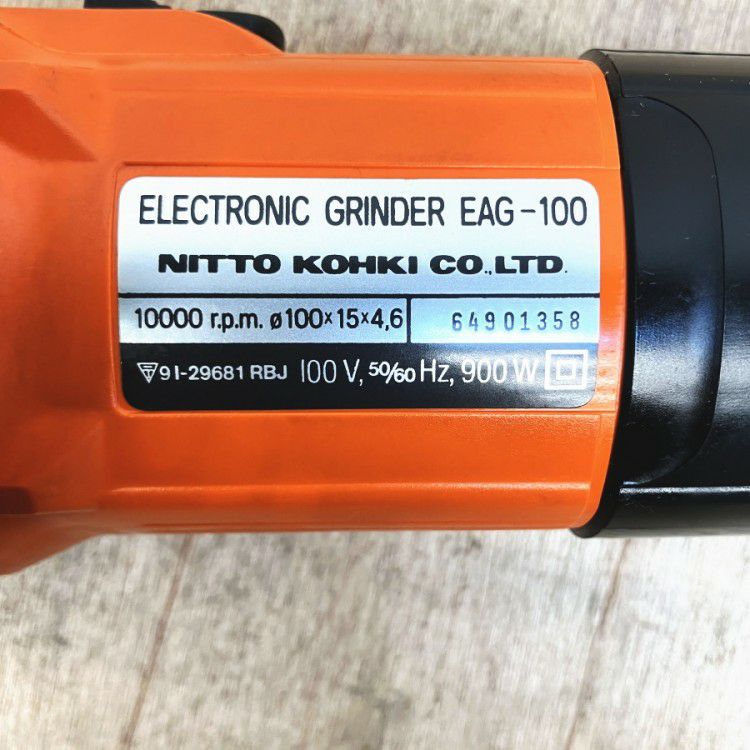 ELECTRONIC GRINDER EAG-100
NITTO KOHKI CO.,LTD.
10000 r.p.m. ø100×15×4,6 64901358
91-29681 RBJ 100 V, 50/60 Hz, 900 W